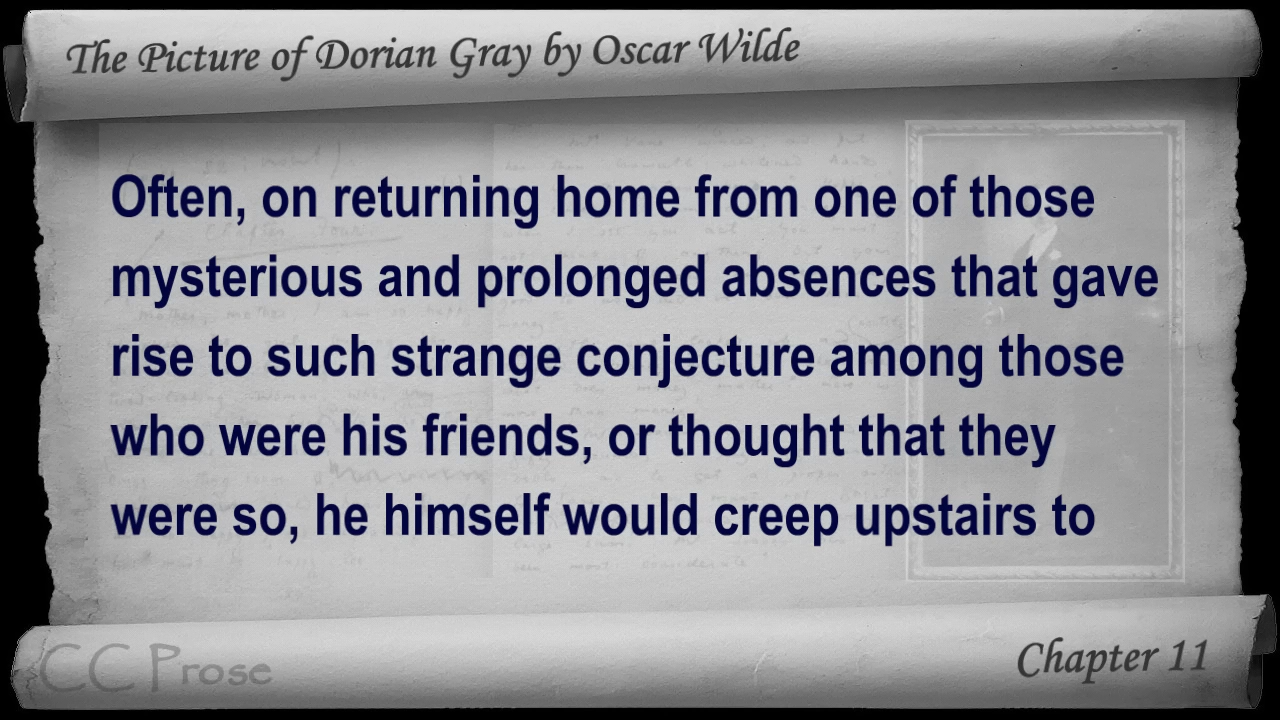 The Picture of Dorian Gray by Oscar Wilde
Often, on returning home from one of those
mysterious and prolonged absences that gave
rise to such strange conjecture among those
who were his friends, or thought that they
were so, he himself would creep upstairs to
CC Prose
Chapter 11